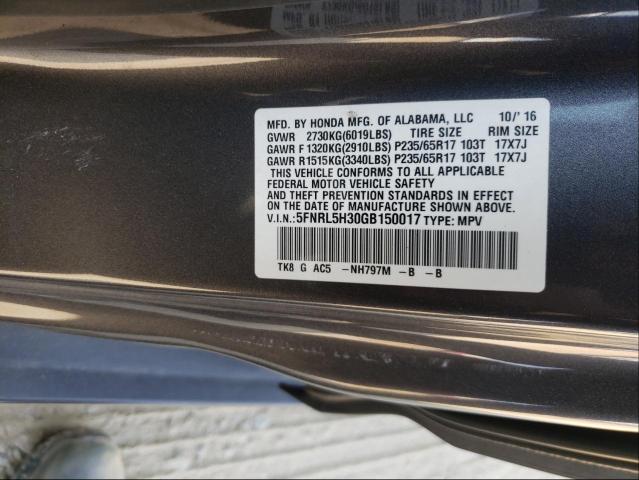 MFD. BY HONDA MFG. OF ALABAMA, LLC 10/'16
GVWR 2730KG(6019LBS) TIRE SIZE RIM SIZE
GAWR F 1320KG(2910LBS) P235/65R17 103T 17X7J
GAWR R1515KG(3340LBS) P235/65R17 103T 17X7J
THIS VEHICLE CONFORMS TO ALL APPLICABLE
FEDERAL MOTOR VEHICLE SAFETY
AND THEFT PREVENTION STANDARDS IN EFFECT
ON THE DATE OF MANUFACTURE SHOWN ABOVE.
V.I.N.:5FNRL5H30GB150017 TYPE: MPV
TK8 G AC5 -NH797M -B -B